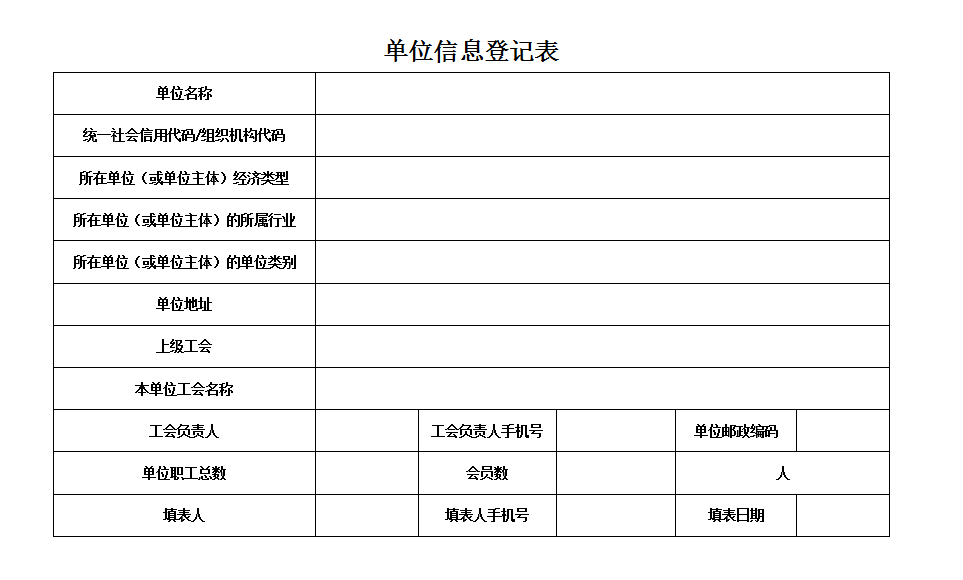 单位信息登记表
单位名称
统一社会信用代码/组织机构代码
所在单位（或单位主体）经济类型
所在单位（或单位主体）的所属行业
所在单位（或单位主体）的单位类别
单位地址
上级工会
本单位工会名称
工会负责人 工会负责人手机号 单位邮政编码
单位职工总数 会员数 人
填表人 填表人手机号 填表日期